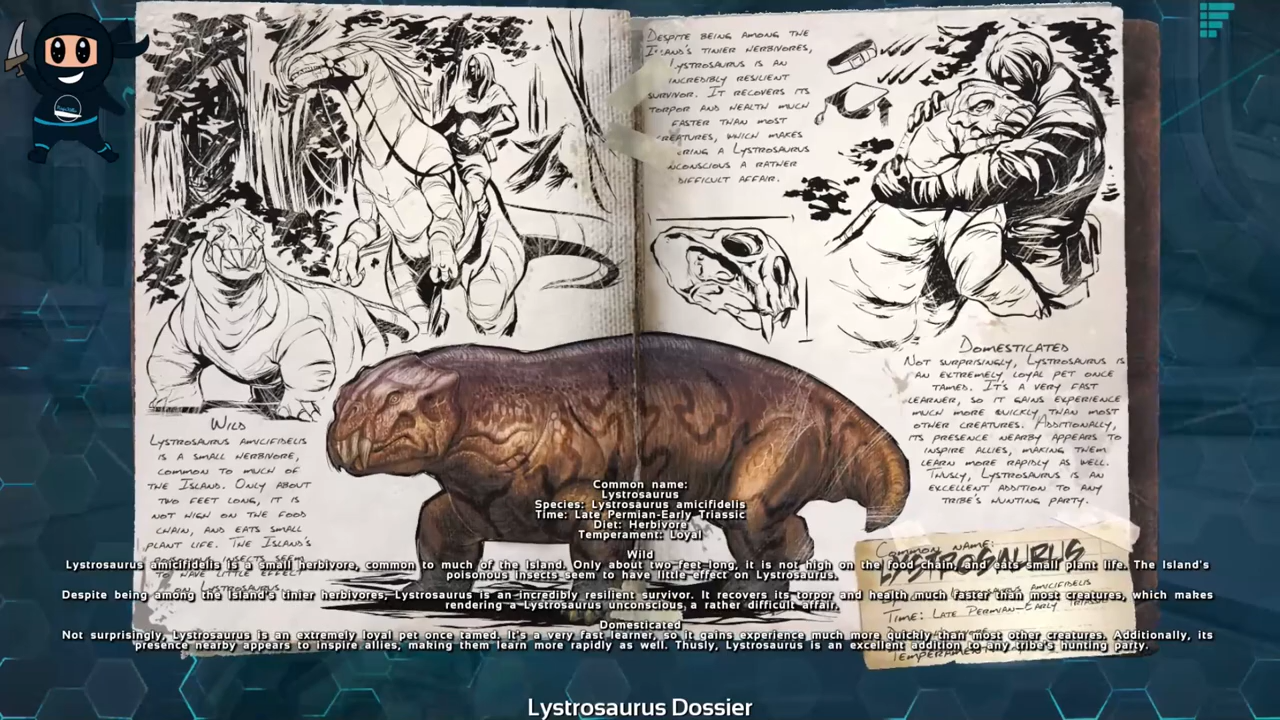 Despite being among the
Island's tinier herbivores,
Lystrosaurus is an
incredibly resilient
survivor. It recovers its
torpor and health much
faster than most
creatures, which makes
ring a Lystrosaurus
nconscious a rather
difficult affair.
Domesticated
Not surprisingly, Lystrosaurus is
an extremely loyal pet once
tamed. It's a very fast
learner, so it gains experience
much more quickly than most
other creatures. Additionally,
its presence nearby appears to
inspire allies, making them
learn more rapidly as well.
Thusly, Lystrosaurus is an
excellent addition to any
tribe's hunting party.
Wild
Lystrosaurus amicifidelis
is a small herbivore,
common to much of
the Island. Only about
two feet long, it is
not high on the food
chain, and eats small
plant life. The Island's
insects seem
to have little effect
Common name:
Lystrosaurus
Species: Lystrosaurus amicifidelis
Time: Late Permian-Early Triassic
Diet: Herbivore
Temperament: Loyal
Wild
Lystrosaurus amicifidelis is a small herbivore, common to much of the Island. Only about two feet long, it is not high on the food chain, and eats small plant life. The Island's
poisonous insects seem to have little effect on Lystrosaurus.
Despite being among the Island's tinier herbivores, Lystrosaurus is an incredibly resilient survivor. It recovers its torpor and health much faster than most creatures, which makes
rendering a Lystrosaurus unconscious a rather difficult affair.
Domesticated
Not surprisingly, Lystrosaurus is an extremely loyal pet once tamed. It's a very fast learner, so it gains experience much more quickly than most other creatures. Additionally, its
presence nearby appears to inspire allies, making them learn more rapidly as well. Thusly, Lystrosaurus is an excellent addition to any tribe's hunting party.
Common name:
Lystrosaurus
amicifidelis
Time: Late Permian-Early Triassic
Temperament
Lystrosaurus Dossier